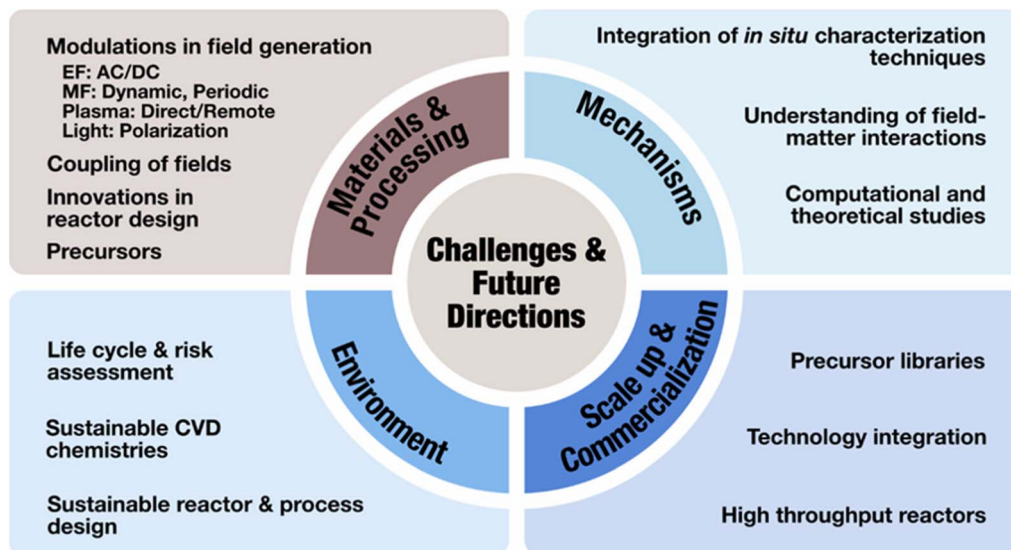 Modulations in field generation
EF: AC/DC
MF: Dynamic, Periodic
Plasma: Direct/Remote
Light: Polarization
Coupling of fields
Innovations in
reactor design
Precursors
Materials &
Processing
Integration of in situ characterization
techniques
Understanding of field-
matter interactions
Computational and
theoretical studies
Mechanisms
Challenges &
Future
Directions
Life cycle & risk
assessment
Sustainable CVD
chemistries
Sustainable reactor & process
design
Environment
Scale up &
Commercialization
Precursor libraries
Technology integration
High throughput reactors